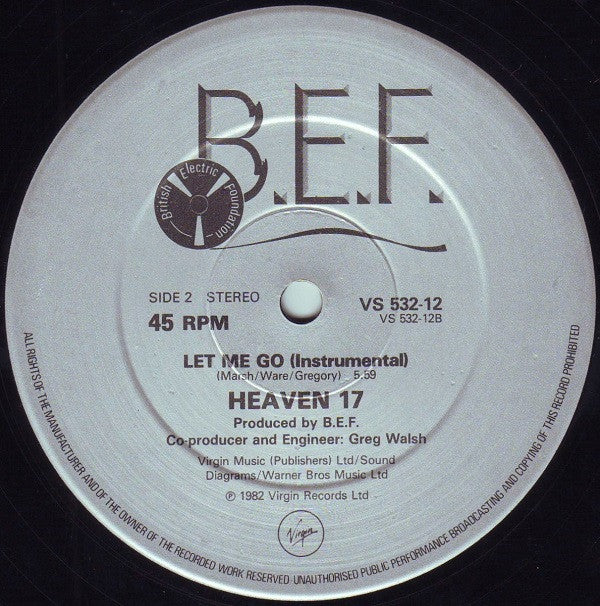 B.E.F.
British Electric Foundation
SIDE 2 STEREO
45 RPM
VS 532-12
VS 532-12B
LET ME GO (Instrumental)
(Marsh/Ware/Gregory) 5.59
HEAVEN 17
Produced by B.E.F.
Co-producer and Engineer: Greg Walsh
Virgin Music (Publishers) Ltd/Sound
Diagrams/Warner Bros Music Ltd
℗ 1982 Virgin Records Ltd
Virgin
ALL RIGHTS OF THE MANUFACTURER AND OF THE OWNER OF THE RECORDED WORK RESERVED · UNAUTHORISED PUBLIC PERFORMANCE BROADCASTING AND COPYING OF THIS RECORD PROHIBITED